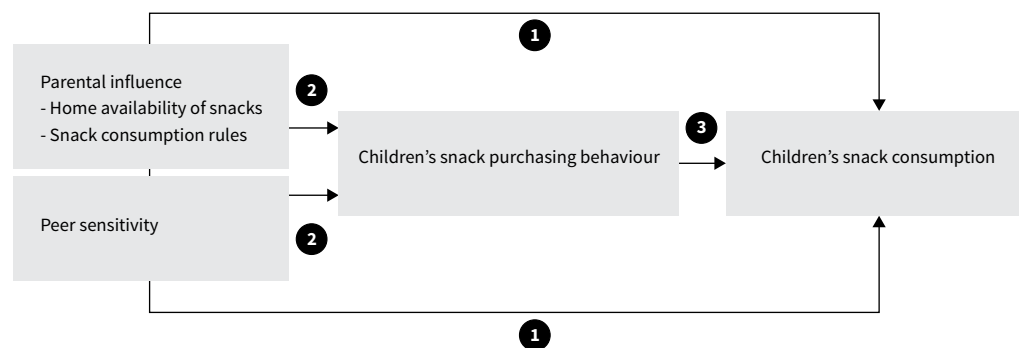 1
Parental influence
- Home availability of snacks
- Snack consumption rules
2
Children’s snack purchasing behaviour
3
Children’s snack consumption
Peer sensitivity
2
1